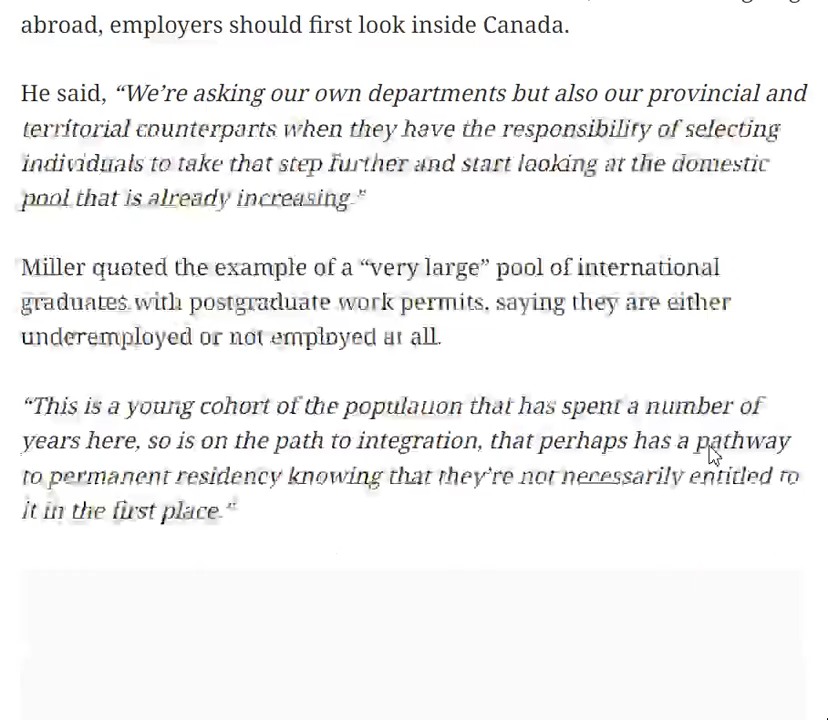 abroad, employers should first look inside Canada.
He said, “We’re asking our own departments but also our provincial and
territorial counterparts when they have the responsibility of selecting
individuals to take that step further and start looking at the domestic
pool that is already increasing.”
Miller quoted the example of a “very large” pool of international
graduates with postgraduate work permits, saying they are either
underemployed or not employed at all.
“This is a young cohort of the population that has spent a number of
years here, so is on the path to integration, that perhaps has a pathway
to permanent residency knowing that they’re not necessarily entitled to
it in the first place.”